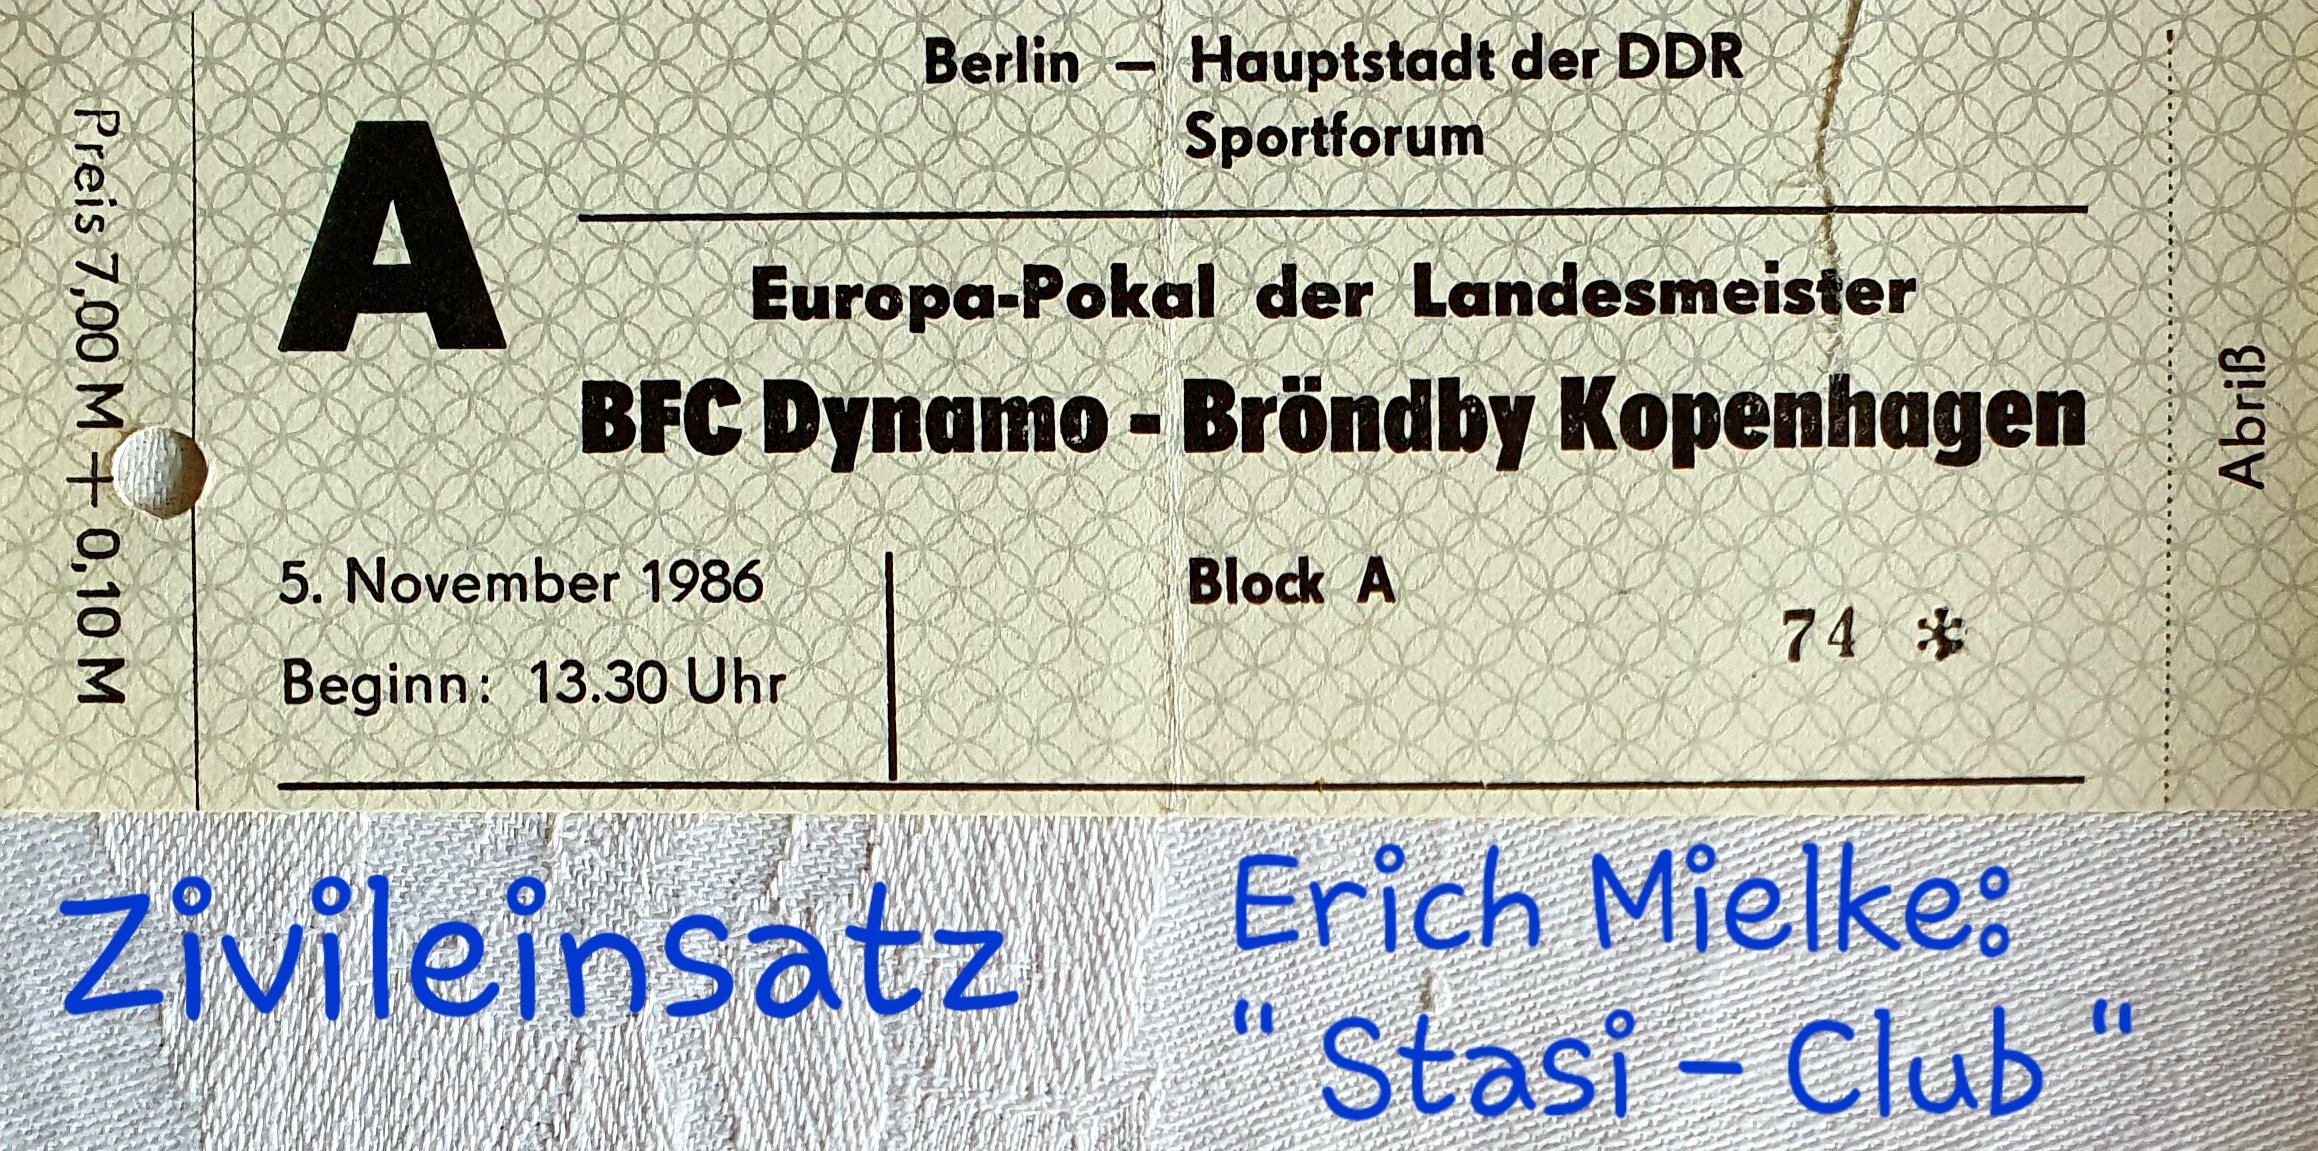 Preis 7,00 M + 0,10 M
A
Berlin – Hauptstadt der DDR
Sportforum
Europa-Pokal der Landesmeister
BFC Dynamo - Bröndby Kopenhagen
5. November 1986
Beginn: 13.30 Uhr
Block A
74 *
Abriß
Zivileinsatz
Erich Mielke:
" Stasi - Club "